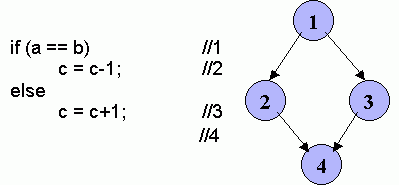 if (a == b) //1
c = c-1; //2
else
c = c+1; //3
//4
1
2 3
4